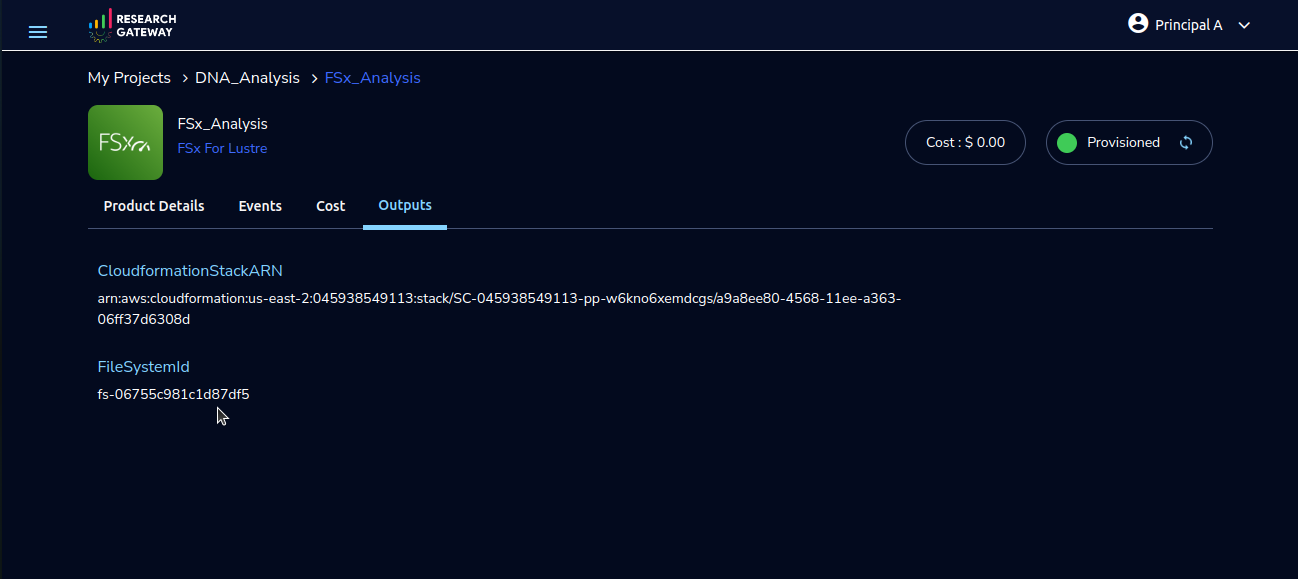 RESEARCH
GATEWAY
Principal A
My Projects > DNA_Analysis > FSx_Analysis
FSx
FSx_Analysis
FSx For Lustre
Cost : $ 0.00
Provisioned
Product Details Events Cost Outputs
CloudformationStackARN
arn:aws:cloudformation:us-east-2:045938549113:stack/SC-045938549113-pp-w6kno6xemdcgs/a9a8ee80-4568-11ee-a363-
06ff37d6308d
FileSystemId
fs-06755c981c1d87df5